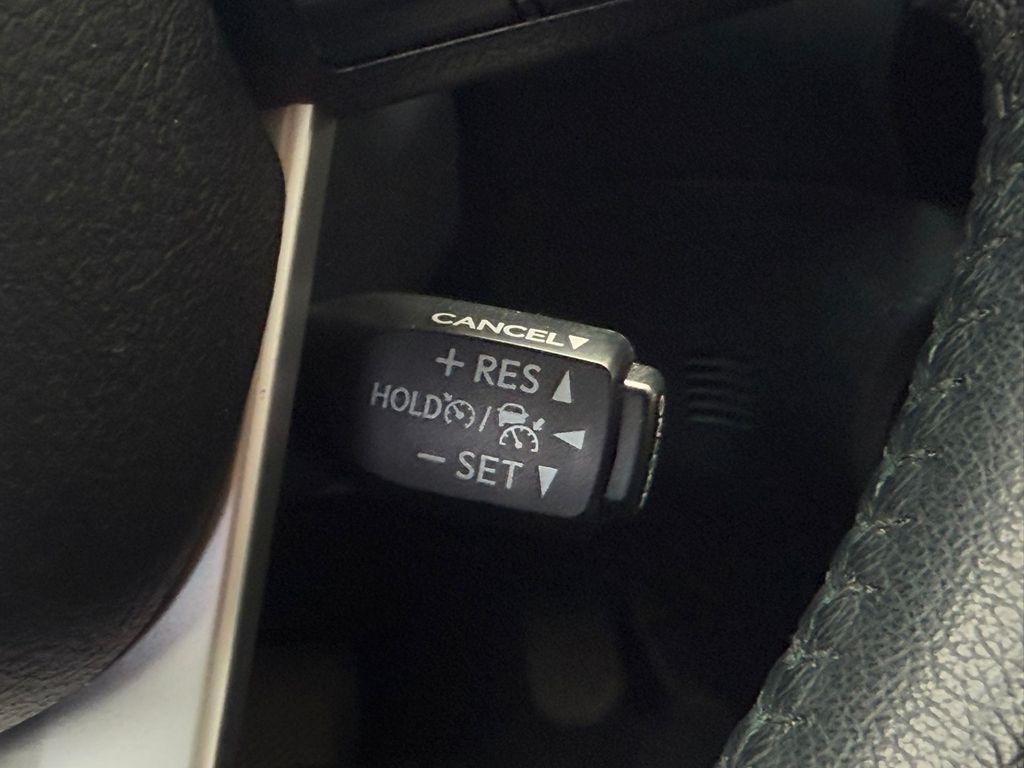 CANCEL▼
+ RES ▲
HOLD / ◀
− SET ▼